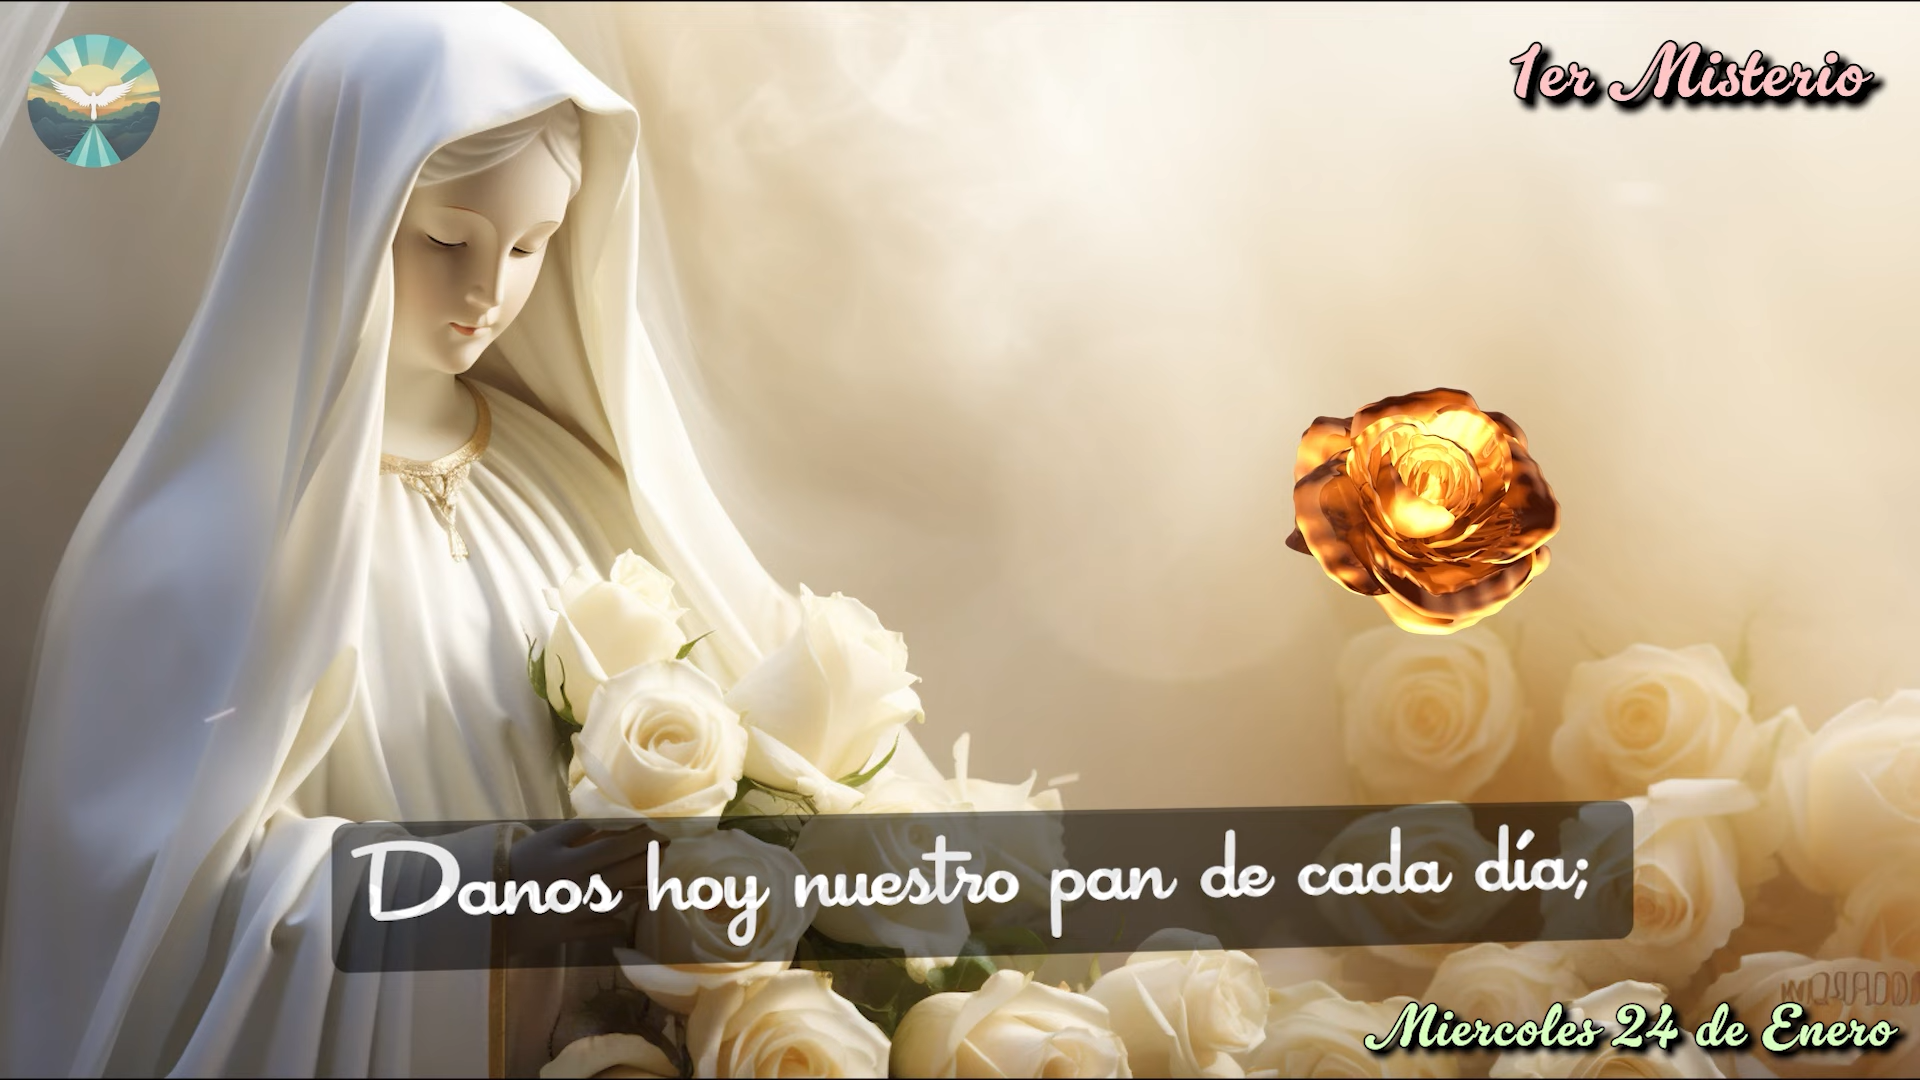 1er Misterio
Danos hoy nuestro pan de cada día;
Miercoles 24 de Enero